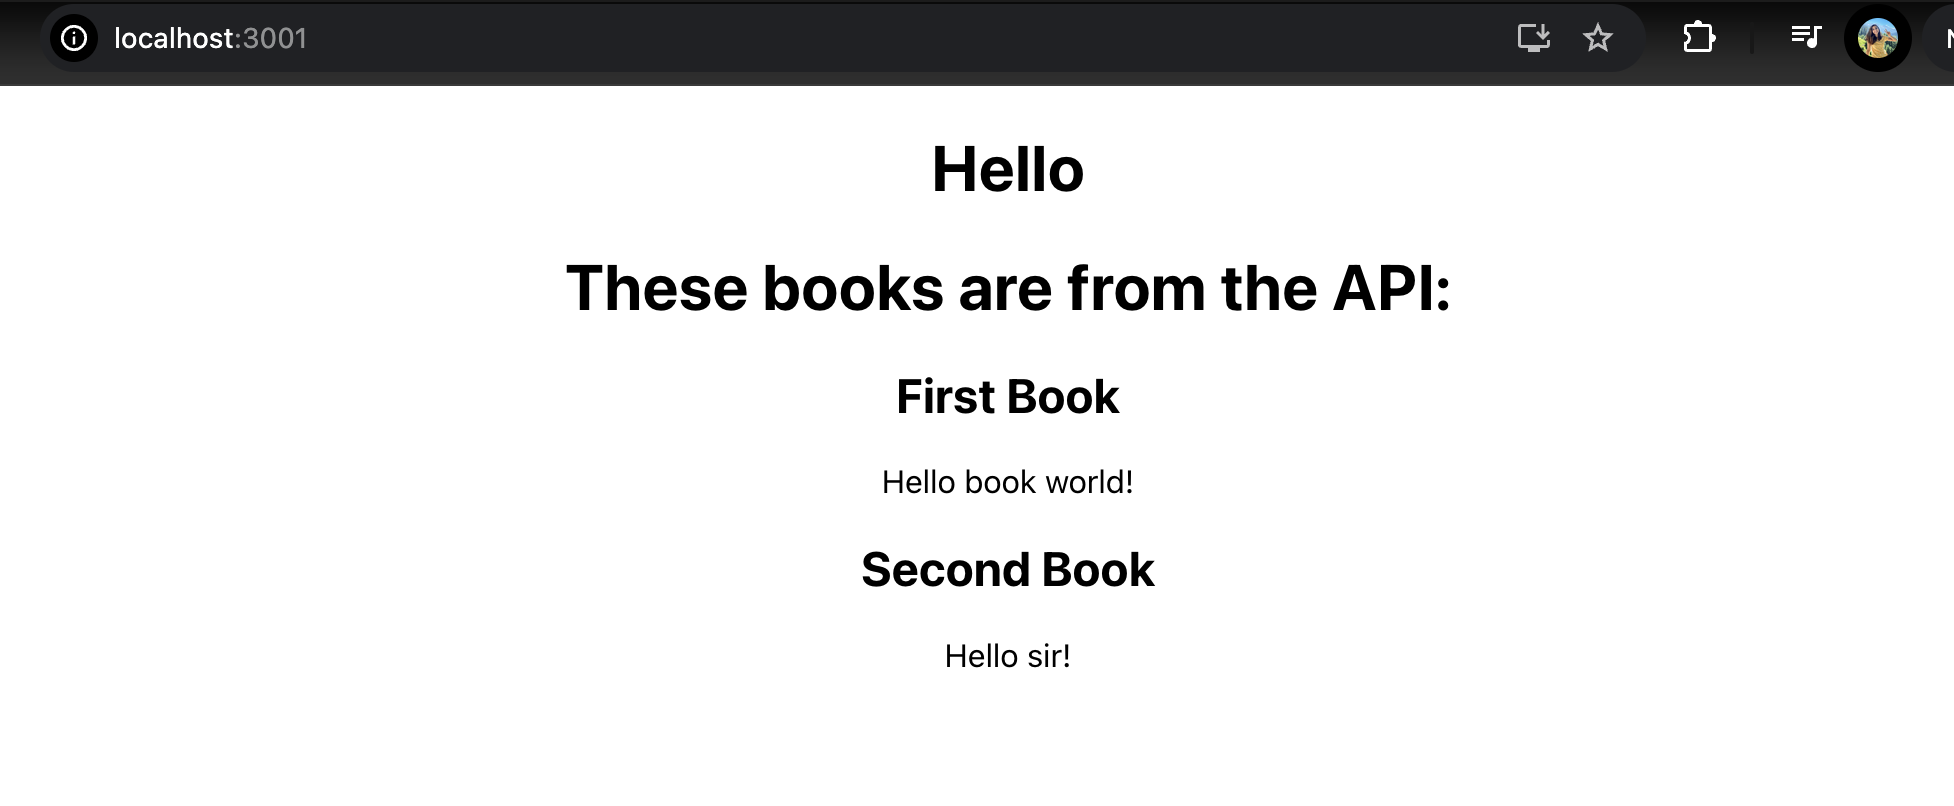 localhost:3001
Hello
These books are from the API:
First Book
Hello book world!
Second Book
Hello sir!